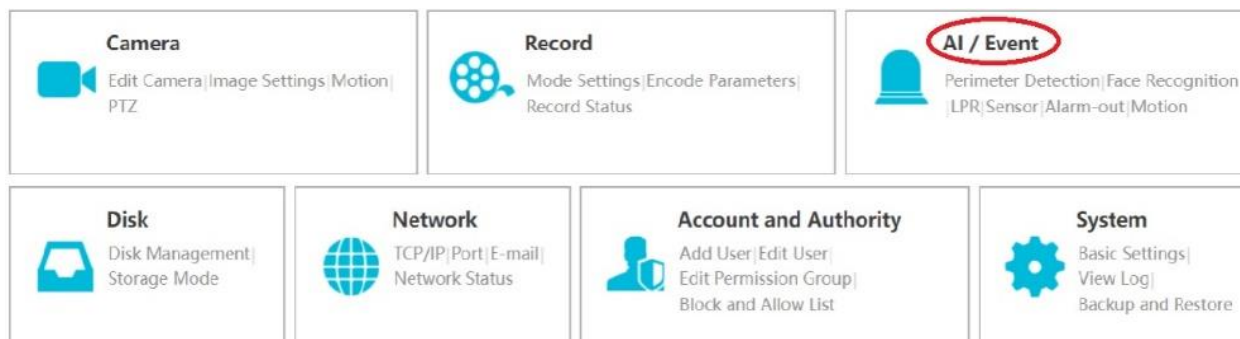 Camera
Edit Camera|Image Settings|Motion|
PTZ
Record
Mode Settings|Encode Parameters|
Record Status
AI / Event
Perimeter Detection|Face Recognition
|LPR|Sensor|Alarm-out|Motion
Disk
Disk Management|
Storage Mode
Network
TCP/IP|Port|E-mail|
Network Status
Account and Authority
Add User|Edit User|
Edit Permission Group|
Block and Allow List
System
Basic Settings|
View Log|
Backup and Restore